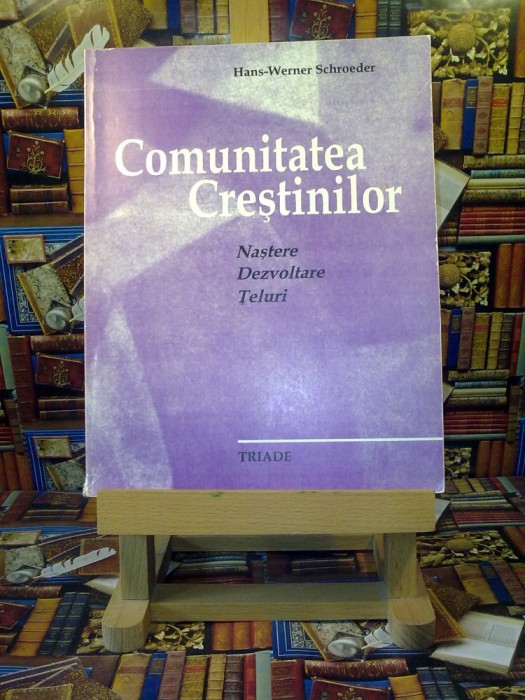 Hans-Werner Schroeder
Comunitatea
Creştinilor
Naştere
Dezvoltare
Ţeluri
TRIADE